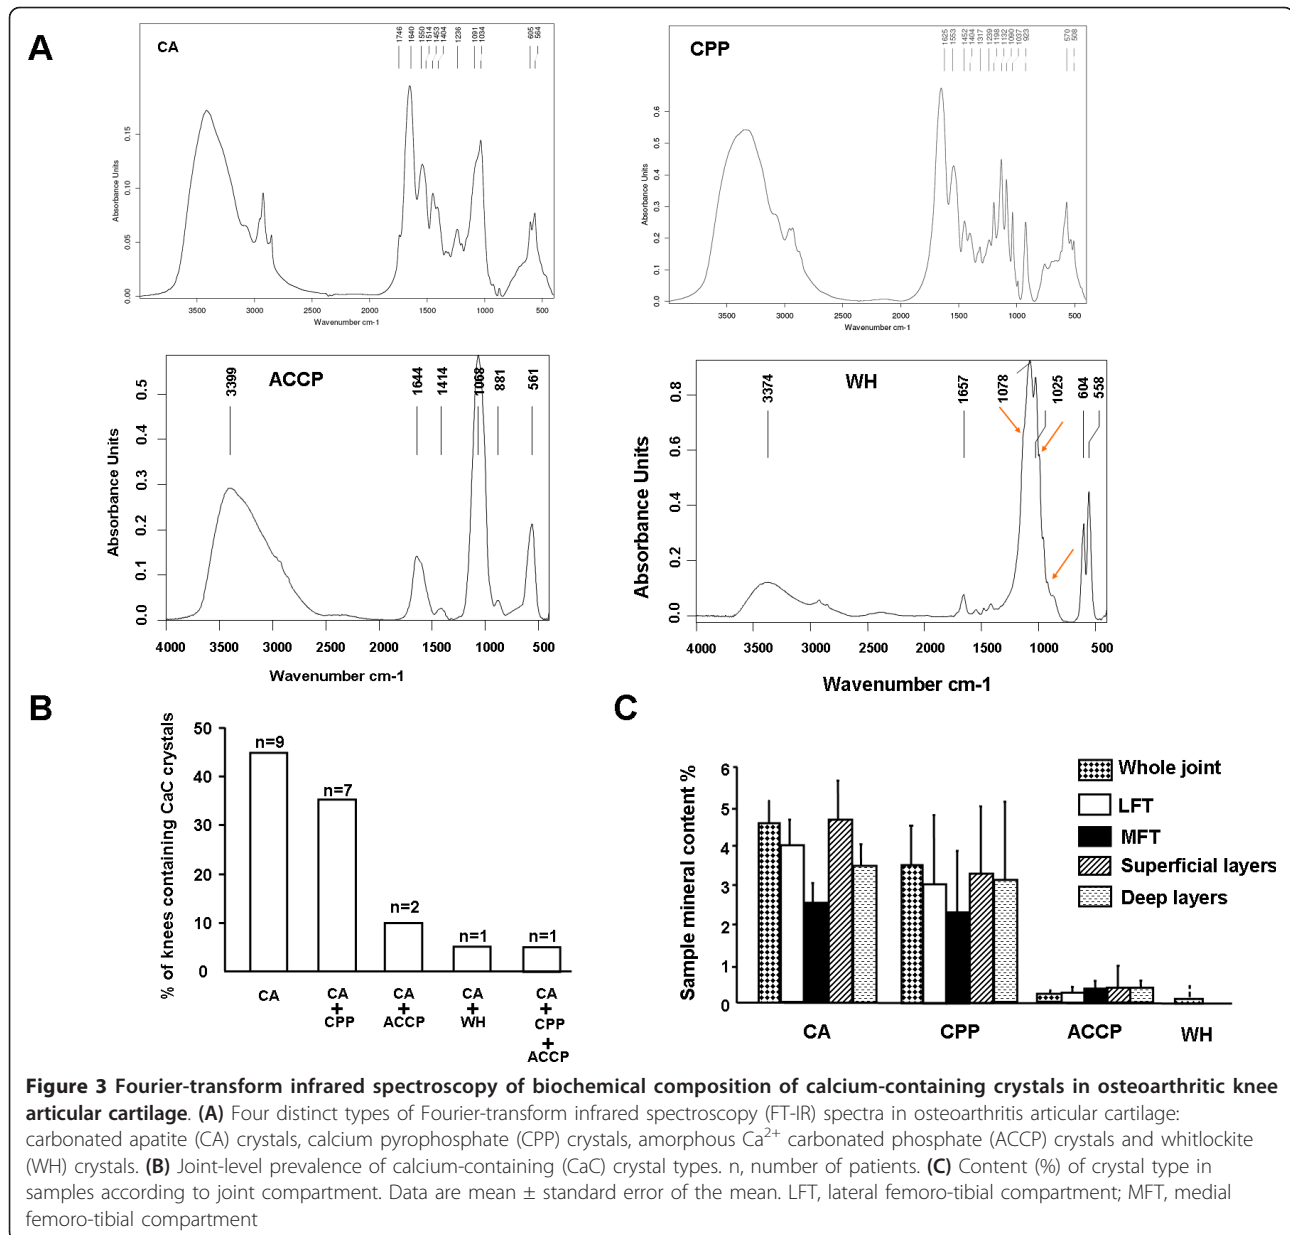 A
CA
1746 1640 1550 1514 1453 1404 1236 1091 1034 605 564
Absorbance Units
0.15
0.10
0.05
0.00
3500 3000 2500 2000 1500 1000 500
Wavenumber cm-1
CPP
1625 1553 1452 1404 1317 1239 1198 1132 1090 1037 923 570 508
Absorbance Units
0.6
0.5
0.4
0.3
0.2
0.1
0.0
3500 3000 2500 2000 1500 1000 500
Wavenumber cm-1
ACCP
3399 1644 1414 1068 881 561
Absorbance Units
0.5
0.4
0.3
0.2
0.1
0.0
4000 3500 3000 2500 2000 1500 1000 500
Wavenumber cm-1
WH
3374 1657 1078 1025 604 558
Absorbance Units
0.8
0.6
0.4
0.2
0.0
4000 3500 3000 2500 2000 1500 1000 500
Wavenumber cm-1
B
% of knees containing CaC crystals
50
40
30
20
10
0
n=9
n=7
n=2
n=1
n=1
CA
CA + CPP
CA + ACCP
CA + WH
CA + CPP + ACCP
C
Sample mineral content %
6
5
4
3
2
1
0
Whole joint
LFT
MFT
Superficial layers
Deep layers
CA CPP ACCP WH
Figure 3 Fourier-transform infrared spectroscopy of biochemical composition of calcium-containing crystals in osteoarthritic knee
articular cartilage. (A) Four distinct types of Fourier-transform infrared spectroscopy (FT-IR) spectra in osteoarthritis articular cartilage:
carbonated apatite (CA) crystals, calcium pyrophosphate (CPP) crystals, amorphous Ca2+ carbonated phosphate (ACCP) crystals and whitlockite
(WH) crystals. (B) Joint-level prevalence of calcium-containing (CaC) crystal types. n, number of patients. (C) Content (%) of crystal type in
samples according to joint compartment. Data are mean ± standard error of the mean. LFT, lateral femoro-tibial compartment; MFT, medial
femoro-tibial compartment